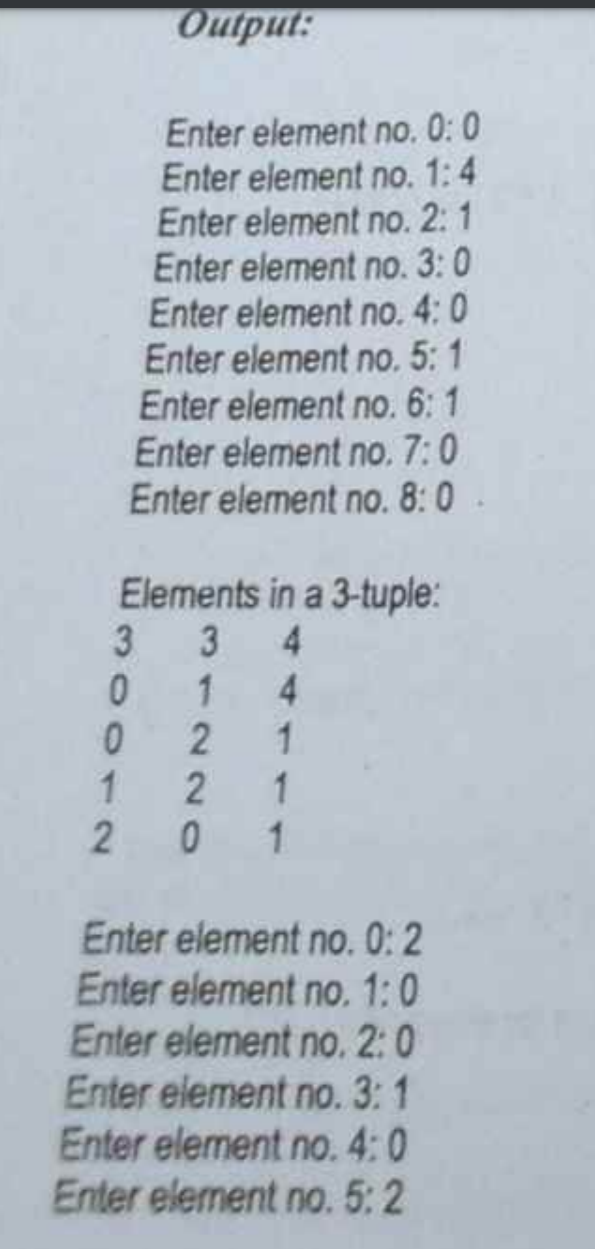 Output:
Enter element no. 0: 0
Enter element no. 1: 4
Enter element no. 2: 1
Enter element no. 3: 0
Enter element no. 4: 0
Enter element no. 5: 1
Enter element no. 6: 1
Enter element no. 7: 0
Enter element no. 8: 0
Elements in a 3-tuple:
3 3 4
0 1 4
0 2 1
1 2 1
2 0 1
Enter element no. 0: 2
Enter element no. 1: 0
Enter element no. 2: 0
Enter element no. 3: 1
Enter element no. 4: 0
Enter element no. 5: 2